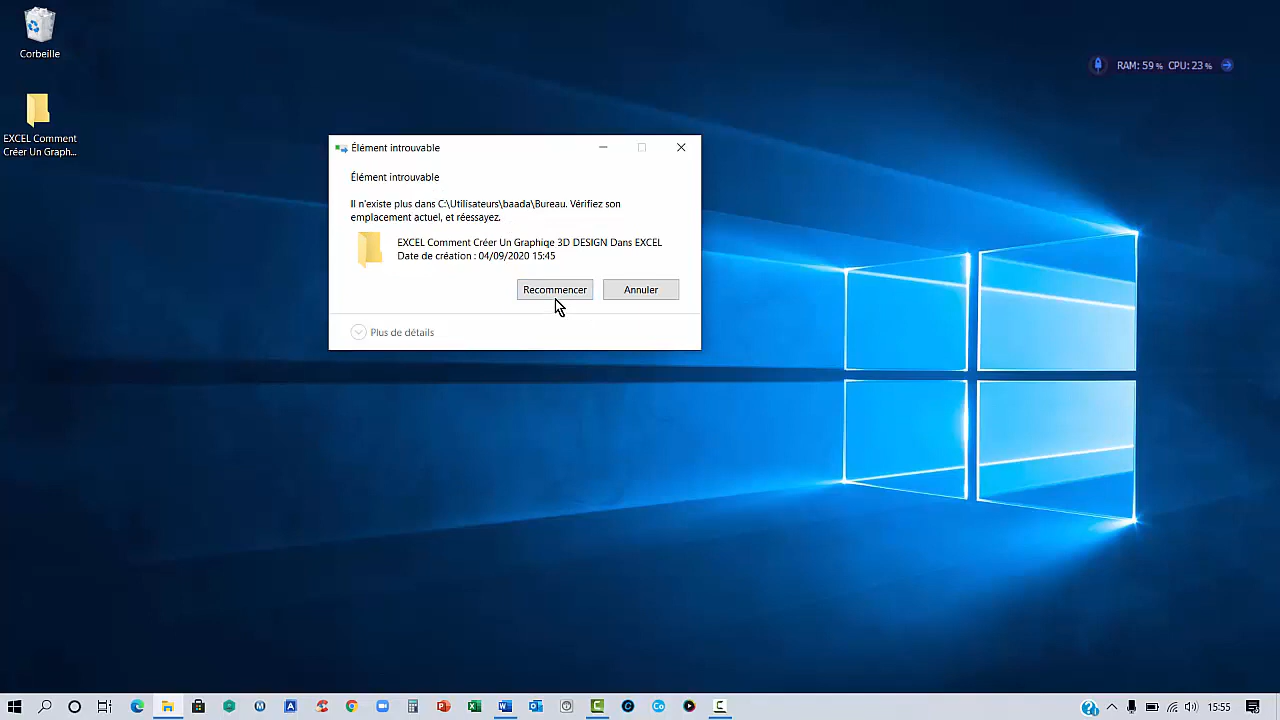 Corbeille
EXCEL Comment
Créer Un Graph...
RAM: 59 % CPU: 23 %
Élément introuvable
Élément introuvable
Il n'existe plus dans C:\Utilisateurs\baada\Bureau. Vérifiez son
emplacement actuel, et réessayez.
EXCEL Comment Créer Un Graphiqe 3D DESIGN Dans EXCEL
Date de création : 04/09/2020 15:45
Recommencer
Annuler
Plus de détails
15:55